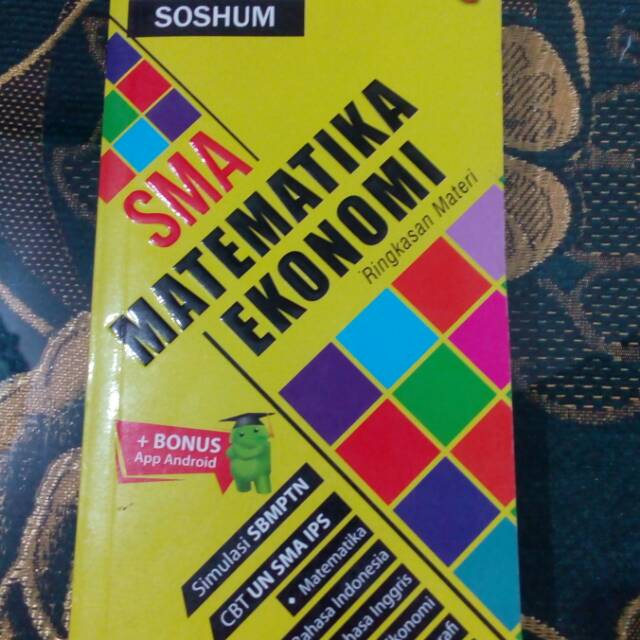 SOSHUM
SMA
MATEMATIKA
EKONOMI
Ringkasan Materi
+ BONUS
App Android
Simulasi SBMPTN
CBT UN SMA IPS
• Matematika
Bahasa Indonesia